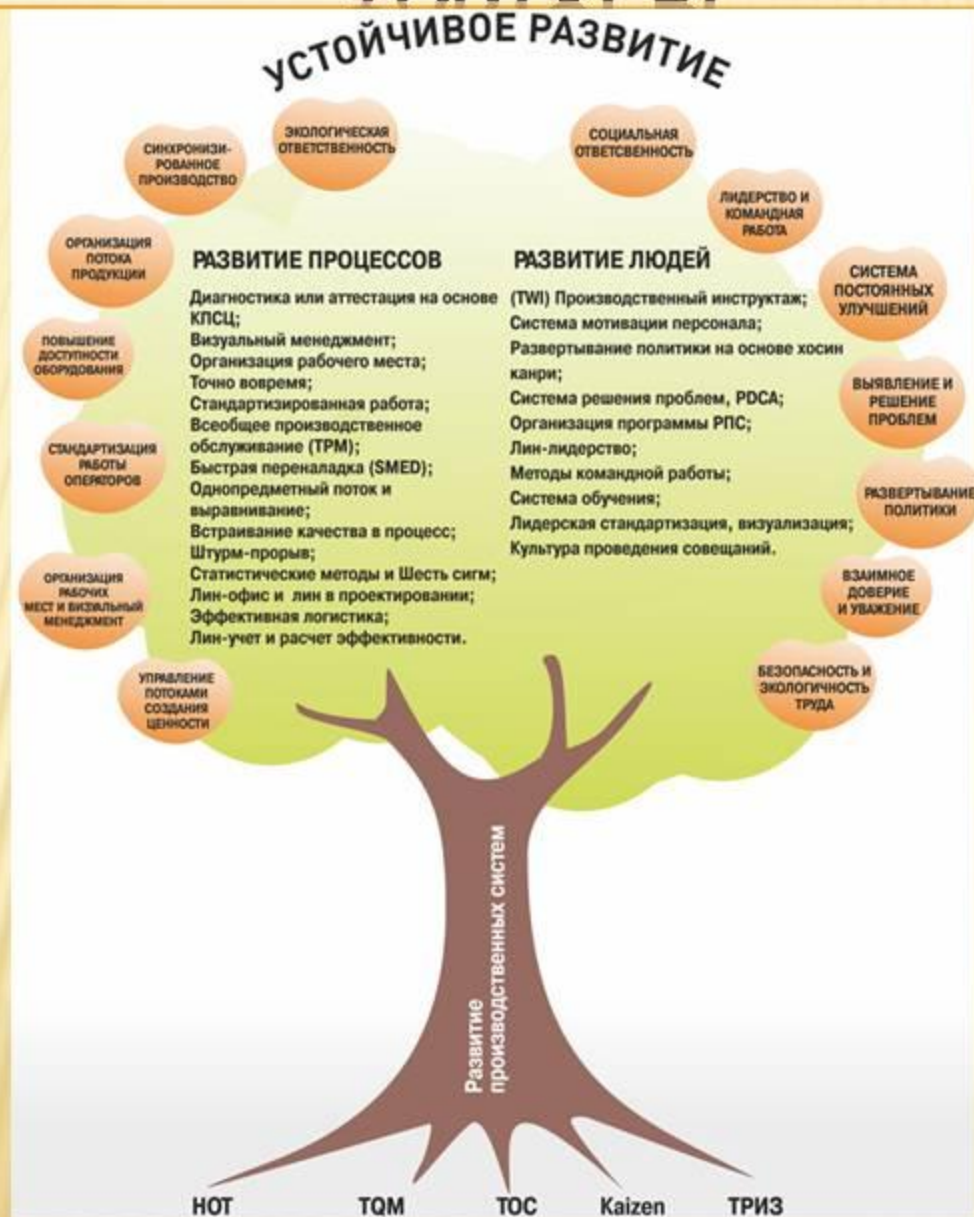 УСТОЙЧИВОЕ РАЗВИТИЕ
ЭКОЛОГИЧЕСКАЯ
ОТВЕТСТВЕННОСТЬ
СОЦИАЛЬНАЯ
ОТВЕТСВЕННОСТЬ
СИНХРОНИЗИ-
РОВАННОЕ
ПРОИЗВОДСТВО
ЛИДЕРСТВО И
КОМАНДНАЯ
РАБОТА
ОРГАНИЗАЦИЯ
ПОТОКА
ПРОДУКЦИИ
СИСТЕМА
ПОСТОЯННЫХ
УЛУЧШЕНИЙ
ПОВЫШЕНИЕ
ДОСТУПНОСТИ
ОБОРУДОВАНИЯ
ВЫЯВЛЕНИЕ И
РЕШЕНИЕ
ПРОБЛЕМ
СТАНДАРТИЗАЦИЯ
РАБОТЫ
ОПЕРАТОРОВ
РАЗВЕРТЫВАНИЕ
ПОЛИТИКИ
ОРГАНИЗАЦИЯ
РАБОЧИХ
МЕСТ И ВИЗУАЛЬНЫЙ
МЕНЕДЖМЕНТ
ВЗАИМНОЕ
ДОВЕРИЕ
И УВАЖЕНИЕ
УПРАВЛЕНИЕ
ПОТОКАМИ
СОЗДАНИЯ
ЦЕННОСТИ
БЕЗОПАСНОСТЬ И
ЭКОЛОГИЧНОСТЬ
ТРУДА
РАЗВИТИЕ ПРОЦЕССОВ
Диагностика или аттестация на основе
КПСЦ;
Визуальный менеджмент;
Организация рабочего места;
Точно вовремя;
Стандартизированная работа;
Всеобщее производственное
обслуживание (ТРМ);
Быстрая переналадка (SMED);
Однопредметный поток и
выравнивание;
Встраивание качества в процесс;
Штурм-прорыв;
Статистические методы и Шесть сигм;
Лин-офис и лин в проектировании;
Эффективная логистика;
Лин-учет и расчет эффективности.
РАЗВИТИЕ ЛЮДЕЙ
(TWI) Производственный инструктаж;
Система мотивации персонала;
Развертывание политики на основе хосин
канри;
Система решения проблем, PDCA;
Организация программы РПС;
Лин-лидерство;
Методы командной работы;
Система обучения;
Лидерская стандартизация, визуализация;
Культура проведения совещаний.
Развитие
производственных систем
НОТ TQM ТОС Kaizen ТРИЗ